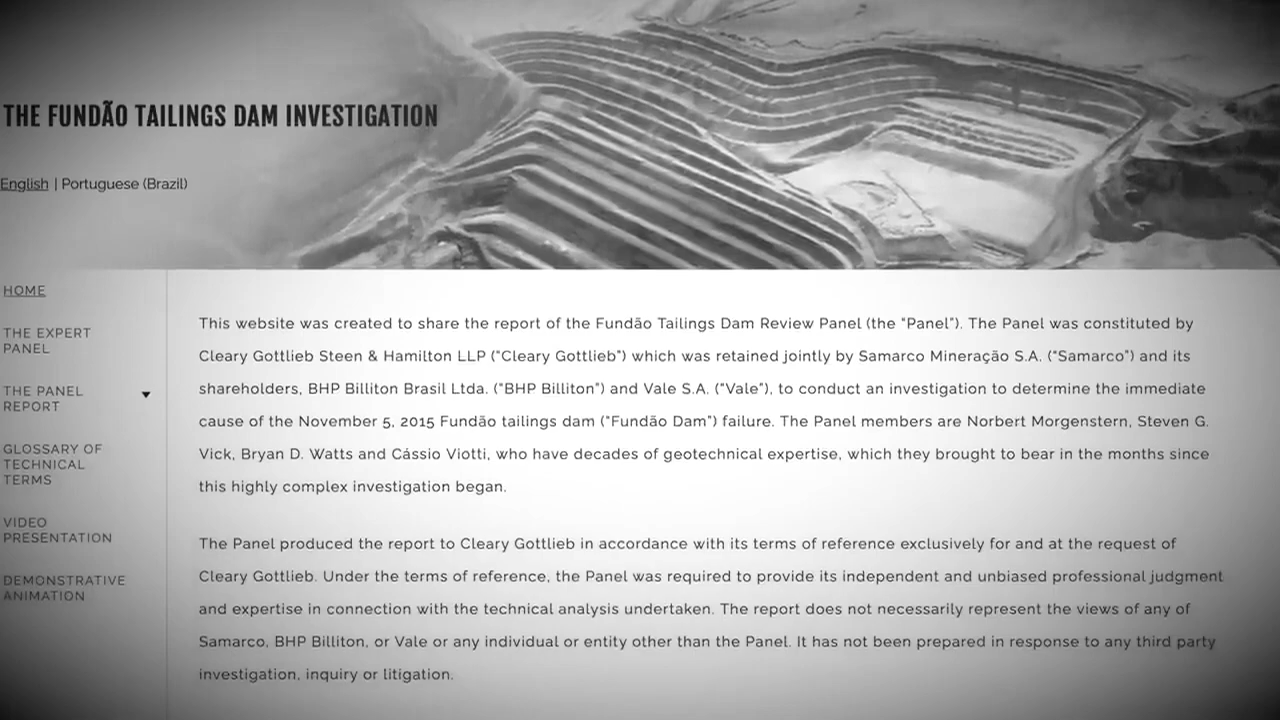 THE FUNDÃO TAILINGS DAM INVESTIGATION
English | Portuguese (Brazil)
HOME
THE EXPERT
PANEL
THE PANEL
REPORT
GLOSSARY OF
TECHNICAL
TERMS
VIDEO
PRESENTATION
DEMONSTRATIVE
ANIMATION
This website was created to share the report of the Fundão Tailings Dam Review Panel (the “Panel”). The Panel was constituted by
Cleary Gottlieb Steen & Hamilton LLP (“Cleary Gottlieb”) which was retained jointly by Samarco Mineração S.A. (“Samarco”) and its
shareholders, BHP Billiton Brasil Ltda. (“BHP Billiton”) and Vale S.A. (“Vale”), to conduct an investigation to determine the immediate
cause of the November 5, 2015 Fundão tailings dam (“Fundão Dam”) failure. The Panel members are Norbert Morgenstern, Steven G.
Vick, Bryan D. Watts and Cássio Viotti, who have decades of geotechnical expertise, which they brought to bear in the months since
this highly complex investigation began.
The Panel produced the report to Cleary Gottlieb in accordance with its terms of reference exclusively for and at the request of
Cleary Gottlieb. Under the terms of reference, the Panel was required to provide its independent and unbiased professional judgment
and expertise in connection with the technical analysis undertaken. The report does not necessarily represent the views of any of
Samarco, BHP Billiton, or Vale or any individual or entity other than the Panel. It has not been prepared in response to any third party
investigation, inquiry or litigation.